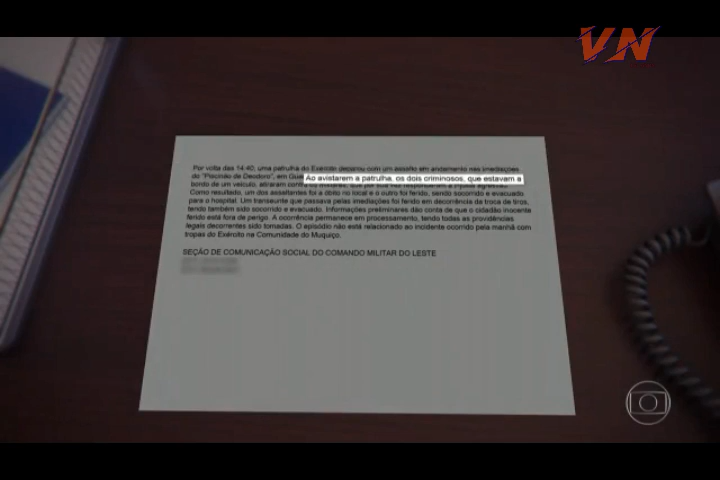 VN
Por volta das 14:40, uma patrulha do Exército deparou com um assalto em andamento nas imediações
do "Piscinão de Deodoro", em Gua
Ao avistarem a patrulha, os dois criminosos, que estavam a
bordo de um veículo, atiraram contra os militares, que por sua vez responderam a injusta agressão.
Como resultado, um dos assaltantes foi a óbito no local e o outro foi ferido, sendo socorrido e evacuado
para o hospital. Um transeunte que passava pelas imediações foi ferido em decorrência da troca de tiros,
tendo também sido socorrido e evacuado. Informações preliminares dão conta de que o cidadão inocente
ferido está fora de perigo. A ocorrência permanece em processamento, tendo todas as providências
legais decorrentes sido tomadas. O episódio não está relacionado ao incidente ocorrido pela manhã com
tropas do Exército na Comunidade do Muquiço.
SEÇÃO DE COMUNICAÇÃO SOCIAL DO COMANDO MILITAR DO LESTE